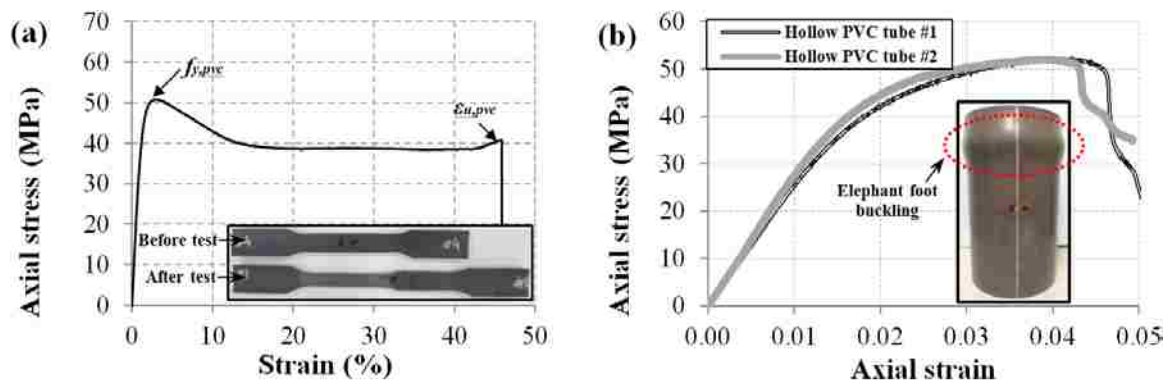 (a)
70
60
50
40
30
20
10
0
Axial stress (MPa)
f_y,pvc
ε_u,pvc
Before test
After test
0 10 20 30 40 50
Strain (%)
(b)
60
50
40
30
20
10
0
Axial stress (MPa)
Hollow PVC tube #1
Hollow PVC tube #2
Elephant foot
buckling
0.00 0.01 0.02 0.03 0.04 0.05
Axial strain